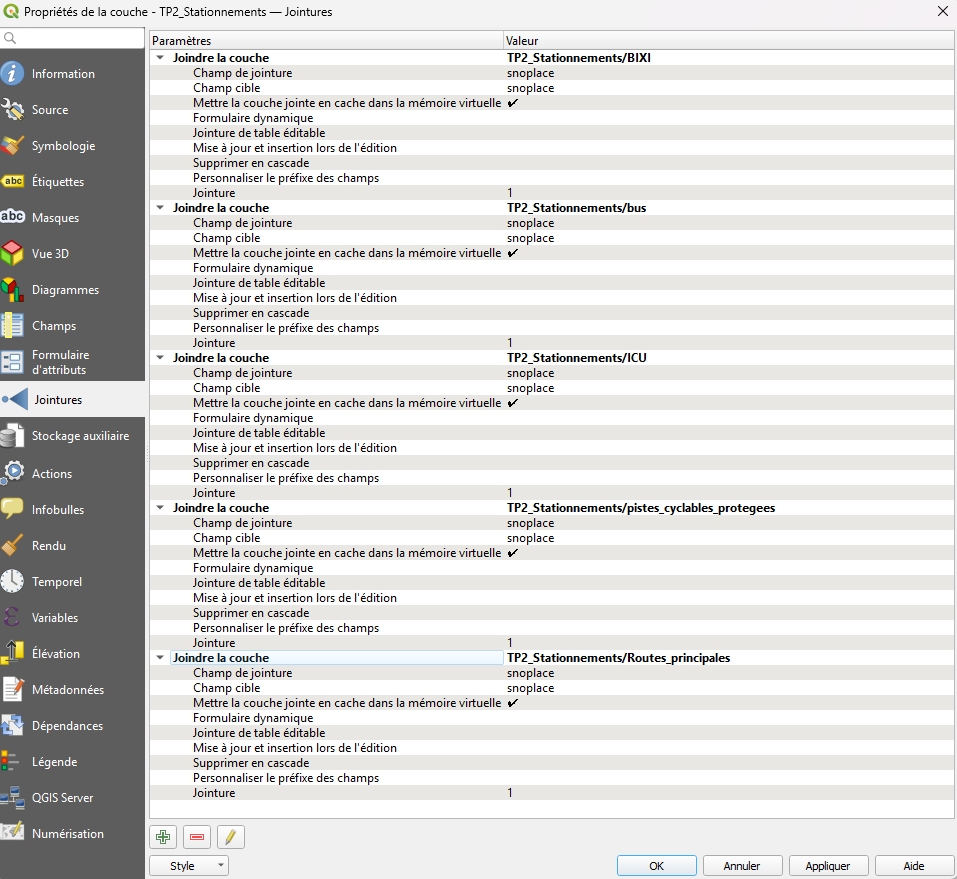 Propriétés de la couche - TP2_Stationnements — Jointures
Information
Source
Symbologie
abc Étiquettes
abc Masques
Vue 3D
Diagrammes
Champs
Formulaire
d'attributs
Jointures
Stockage auxiliaire
Actions
Infobulles
Rendu
Temporel
Variables
Élévation
Métadonnées
Dépendances
Légende
QGIS Server
Numérisation
Paramètres Valeur
Joindre la couche TP2_Stationnements/BIXI
Champ de jointure snoplace
Champ cible snoplace
Mettre la couche jointe en cache dans la mémoire virtuelle ✔
Formulaire dynamique
Jointure de table éditable
Mise à jour et insertion lors de l'édition
Supprimer en cascade
Personnaliser le préfixe des champs
Jointure 1
Joindre la couche TP2_Stationnements/bus
Champ de jointure snoplace
Champ cible snoplace
Mettre la couche jointe en cache dans la mémoire virtuelle ✔
Formulaire dynamique
Jointure de table éditable
Mise à jour et insertion lors de l'édition
Supprimer en cascade
Personnaliser le préfixe des champs
Jointure 1
Joindre la couche TP2_Stationnements/ICU
Champ de jointure snoplace
Champ cible snoplace
Mettre la couche jointe en cache dans la mémoire virtuelle ✔
Formulaire dynamique
Jointure de table éditable
Mise à jour et insertion lors de l'édition
Supprimer en cascade
Personnaliser le préfixe des champs
Jointure 1
Joindre la couche TP2_Stationnements/pistes_cyclables_protegees
Champ de jointure snoplace
Champ cible snoplace
Mettre la couche jointe en cache dans la mémoire virtuelle ✔
Formulaire dynamique
Jointure de table éditable
Mise à jour et insertion lors de l'édition
Supprimer en cascade
Personnaliser le préfixe des champs
Jointure 1
Joindre la couche TP2_Stationnements/Routes_principales
Champ de jointure snoplace
Champ cible snoplace
Mettre la couche jointe en cache dans la mémoire virtuelle ✔
Formulaire dynamique
Jointure de table éditable
Mise à jour et insertion lors de l'édition
Supprimer en cascade
Personnaliser le préfixe des champs
Jointure 1
Style OK Annuler Appliquer Aide